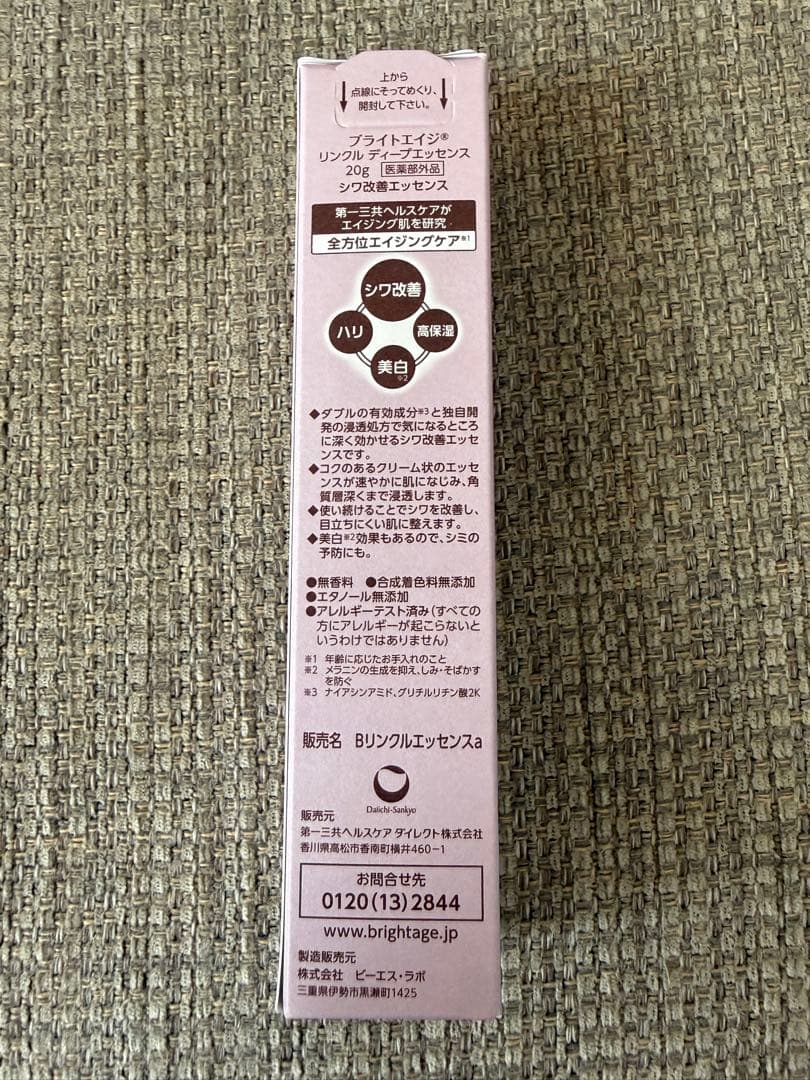 上から
点線にそってめくり、
開封して下さい。
ブライトエイジ®
リンクル ディープエッセンス
20g 医薬部外品
シワ改善エッセンス
第一三共ヘルスケアが
エイジング肌を研究
全方位エイジングケア※1
シワ改善
ハリ
高保湿
美白
※2
◆ダブルの有効成分※3と独自開
発の浸透処方で気になるところ
に深く効かせるシワ改善エッセ
ンスです。
◆コクのあるクリーム状のエッセ
ンスが速やかに肌になじみ、角
質層深くまで浸透します。
◆使い続けることでシワを改善し、
目立ちにくい肌に整えます。
◆美白※2効果もあるので、シミの
予防にも。
●無香料 ●合成着色料無添加
●エタノール無添加
●アレルギーテスト済み(すべての
方にアレルギーが起こらないと
いうわけではありません)
※1 年齢に応じたお手入れのこと
※2 メラニンの生成を抑え、しみ・そばかす
を防ぐ
※3 ナイアシンアミド、グリチルリチン酸2K
販売名 Bリンクルエッセンスa
Daiichi-Sankyo
販売元
第一三共ヘルスケア ダイレクト株式会社
香川県高松市香南町横井460-1
お問合せ先
0120(13)2844
www.brightage.jp
製造販売元
株式会社 ピーエス・ラボ
三重県伊勢市黒瀬町1425